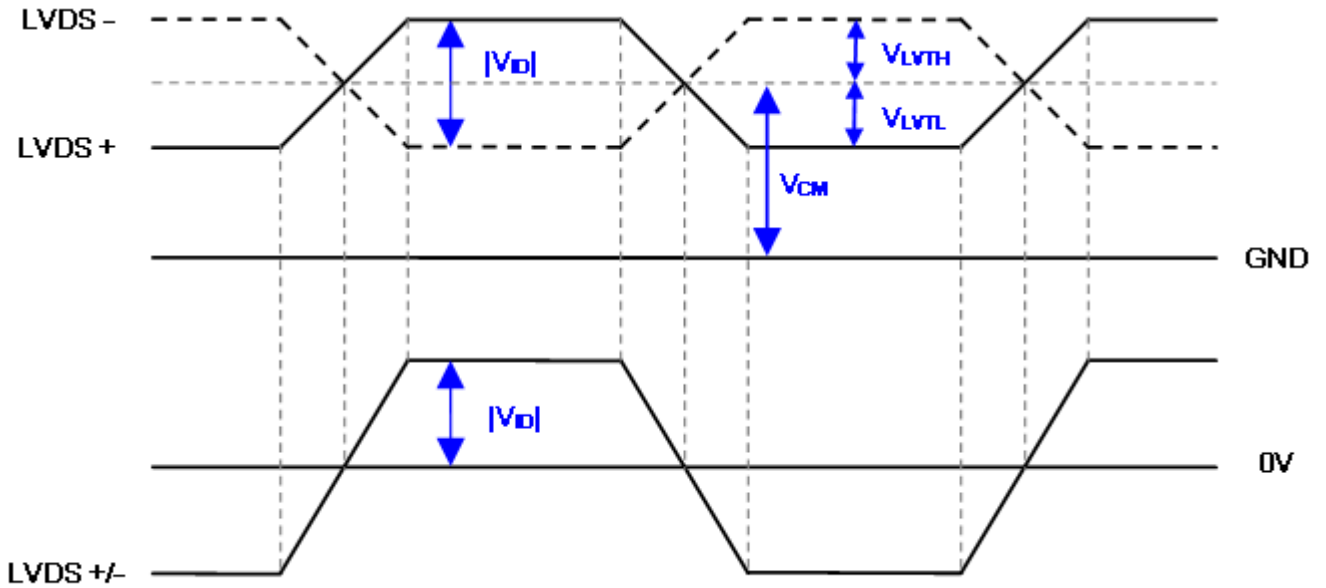 LVDS –
|VID|
VLVTH
LVDS +
VLVTL
VCM
GND
|VID|
0V
LVDS +/–